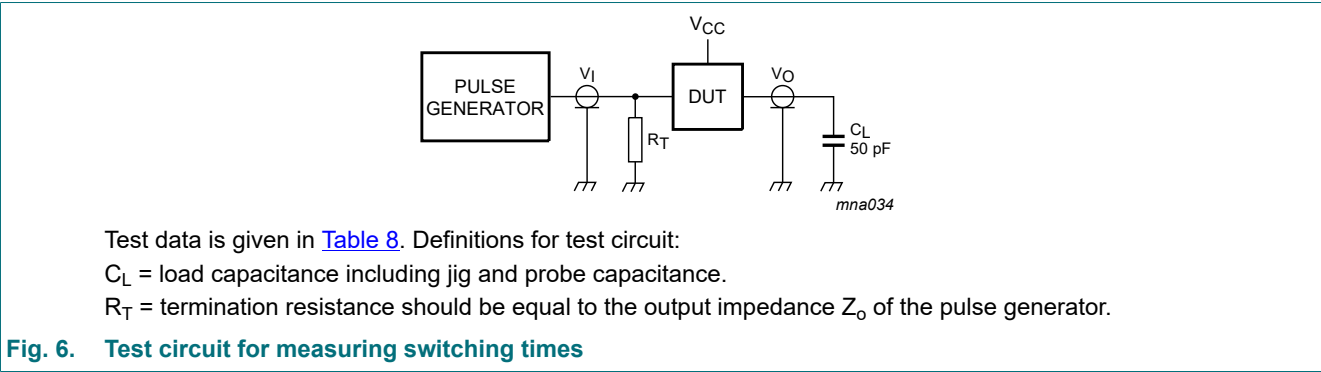 VCC
PULSE
GENERATOR
VI
DUT
VO
RT
CL
50 pF
mna034
Test data is given in Table 8. Definitions for test circuit:
CL = load capacitance including jig and probe capacitance.
RT = termination resistance should be equal to the output impedance Zo of the pulse generator.
Fig. 6. Test circuit for measuring switching times